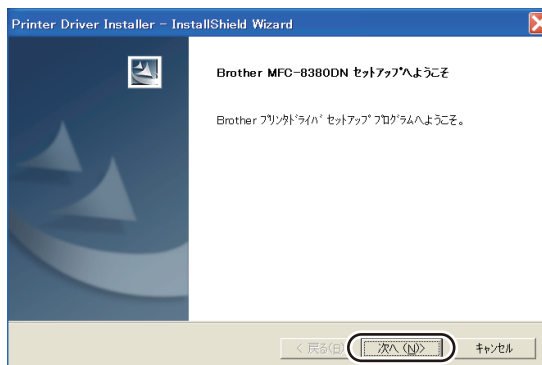 Printer Driver Installer - InstallShield Wizard
Brother MFC-8380DN ｾｯﾄｱｯﾌﾟへようこそ
Brother ﾌﾟﾘﾝﾀﾄﾞﾗｲﾊﾞ ｾｯﾄｱｯﾌﾟ ﾌﾟﾛｸﾞﾗﾑへようこそ。
< 戻る(B) 次へ (N)> ｷｬﾝｾﾙ